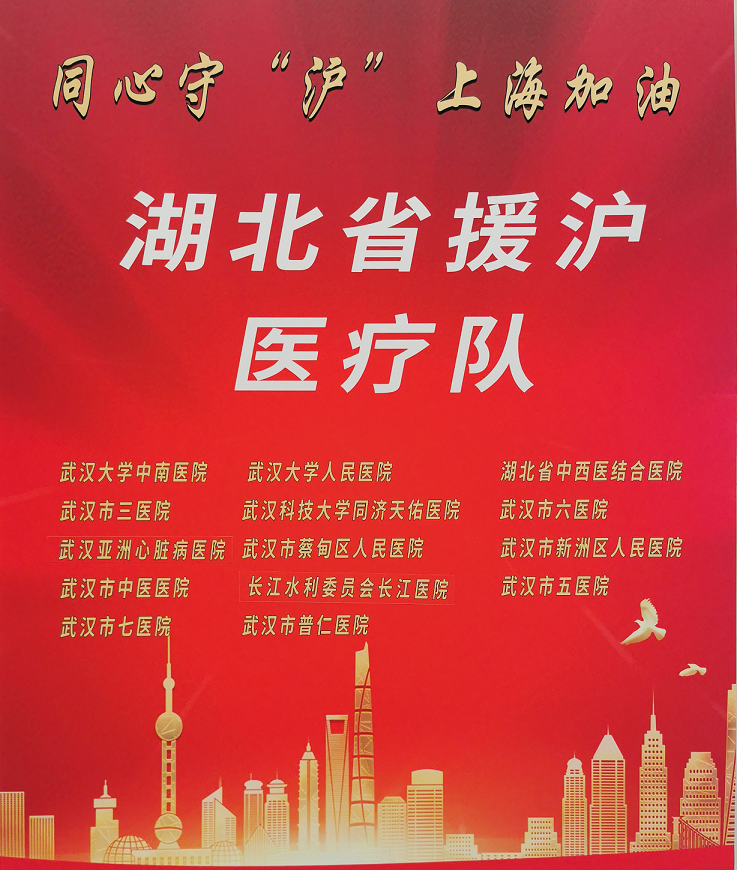 同心守“沪” 上海加油
湖北省援沪
医疗队
武汉大学中南医院 武汉大学人民医院 湖北省中西医结合医院
武汉市三医院 武汉科技大学同济天佑医院 武汉市六医院
武汉亚洲心脏病医院 武汉市蔡甸区人民医院 武汉市新洲区人民医院
武汉市中医医院 长江水利委员会长江医院 武汉市五医院
武汉市七医院 武汉市普仁医院